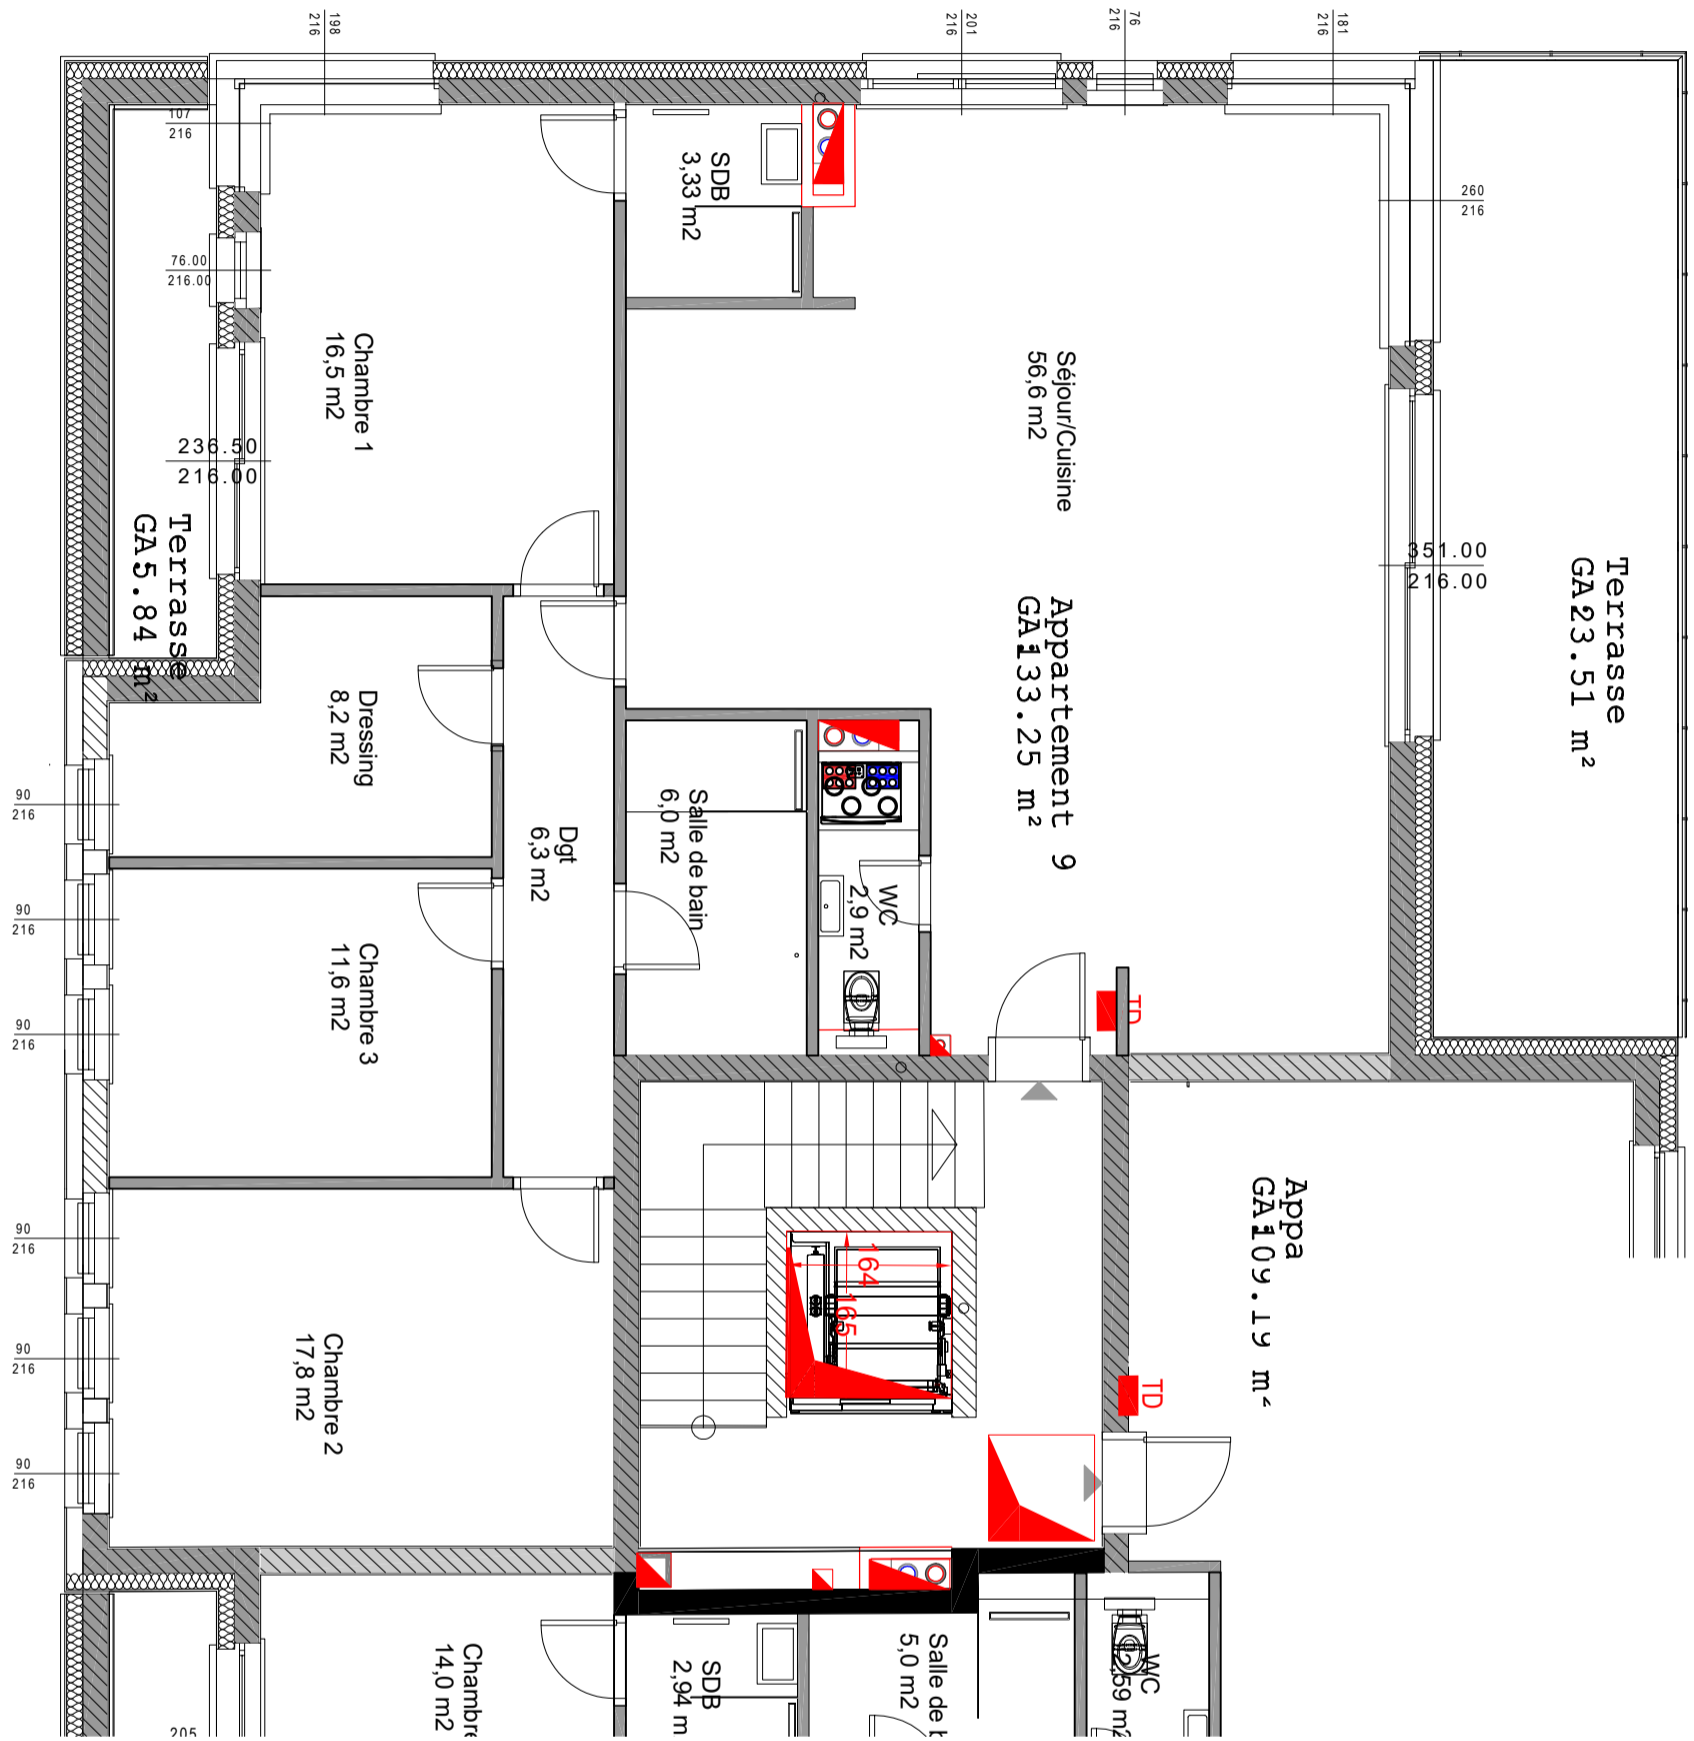 198
216
201
216
76
216
181
216
107
216
260
216
76.00
216.00
236.50
216.00
351.00
216.00
SDB
3,33 m2
Chambre 1
16,5 m2
Séjour/Cuisine
56,6 m2
Terrasse
GA5.84 m²
Terrasse
GA23.51 m²
Appartement 9
GA133.25 m²
Dressing
8,2 m2
Dgt
6,3 m2
Salle de bain
6,0 m2
WC
2,9 m2
90
216
90
216
90
216
Chambre 3
11,6 m2
TD
164
165
Appa
GA109.19 m²
90
216
90
216
90
216
Chambre 2
17,8 m2
TD
Chambre
14,0 m2
SDB
2,94 m
Salle de b
5,0 m2
WC
2,59 m2
205